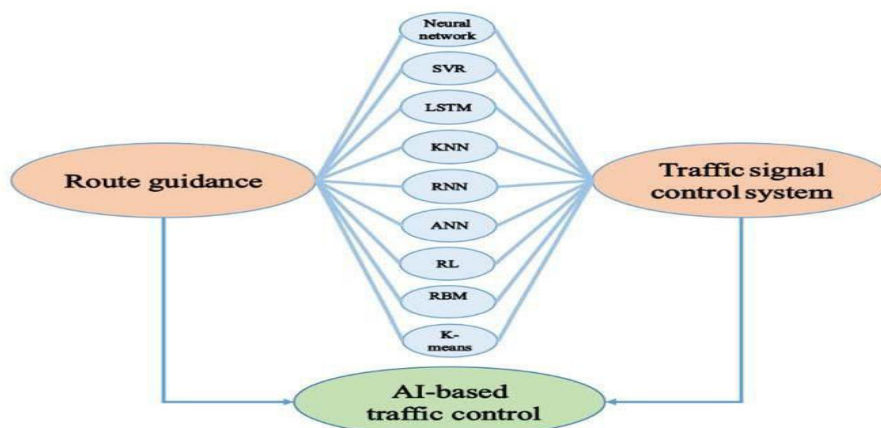 Neural
network
SVR
LSTM
KNN
RNN
ANN
RL
RBM
K-
means
Route guidance
Traffic signal
control system
AI-based
traffic control